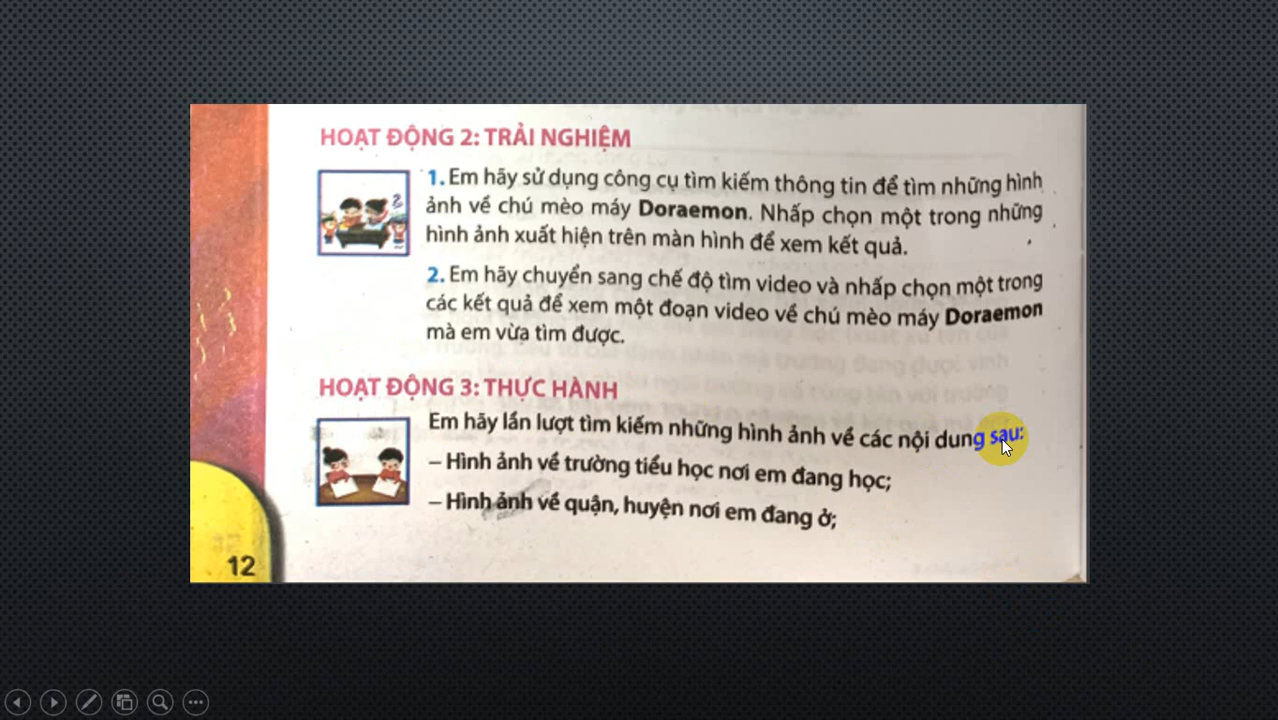 HOẠT ĐỘNG 2: TRẢI NGHIỆM
1. Em hãy sử dụng công cụ tìm kiếm thông tin để tìm những hình
ảnh về chú mèo máy Doraemon. Nhấp chọn một trong những
hình ảnh xuất hiện trên màn hình để xem kết quả.
2. Em hãy chuyển sang chế độ tìm video và nhấp chọn một trong
các kết quả để xem một đoạn video về chú mèo máy Doraemon
mà em vừa tìm được.
HOẠT ĐỘNG 3: THỰC HÀNH
Em hãy lần lượt tìm kiếm những hình ảnh về các nội dung sau:
– Hình ảnh về trường tiểu học nơi em đang học;
– Hình ảnh về quận, huyện nơi em đang ở;
12